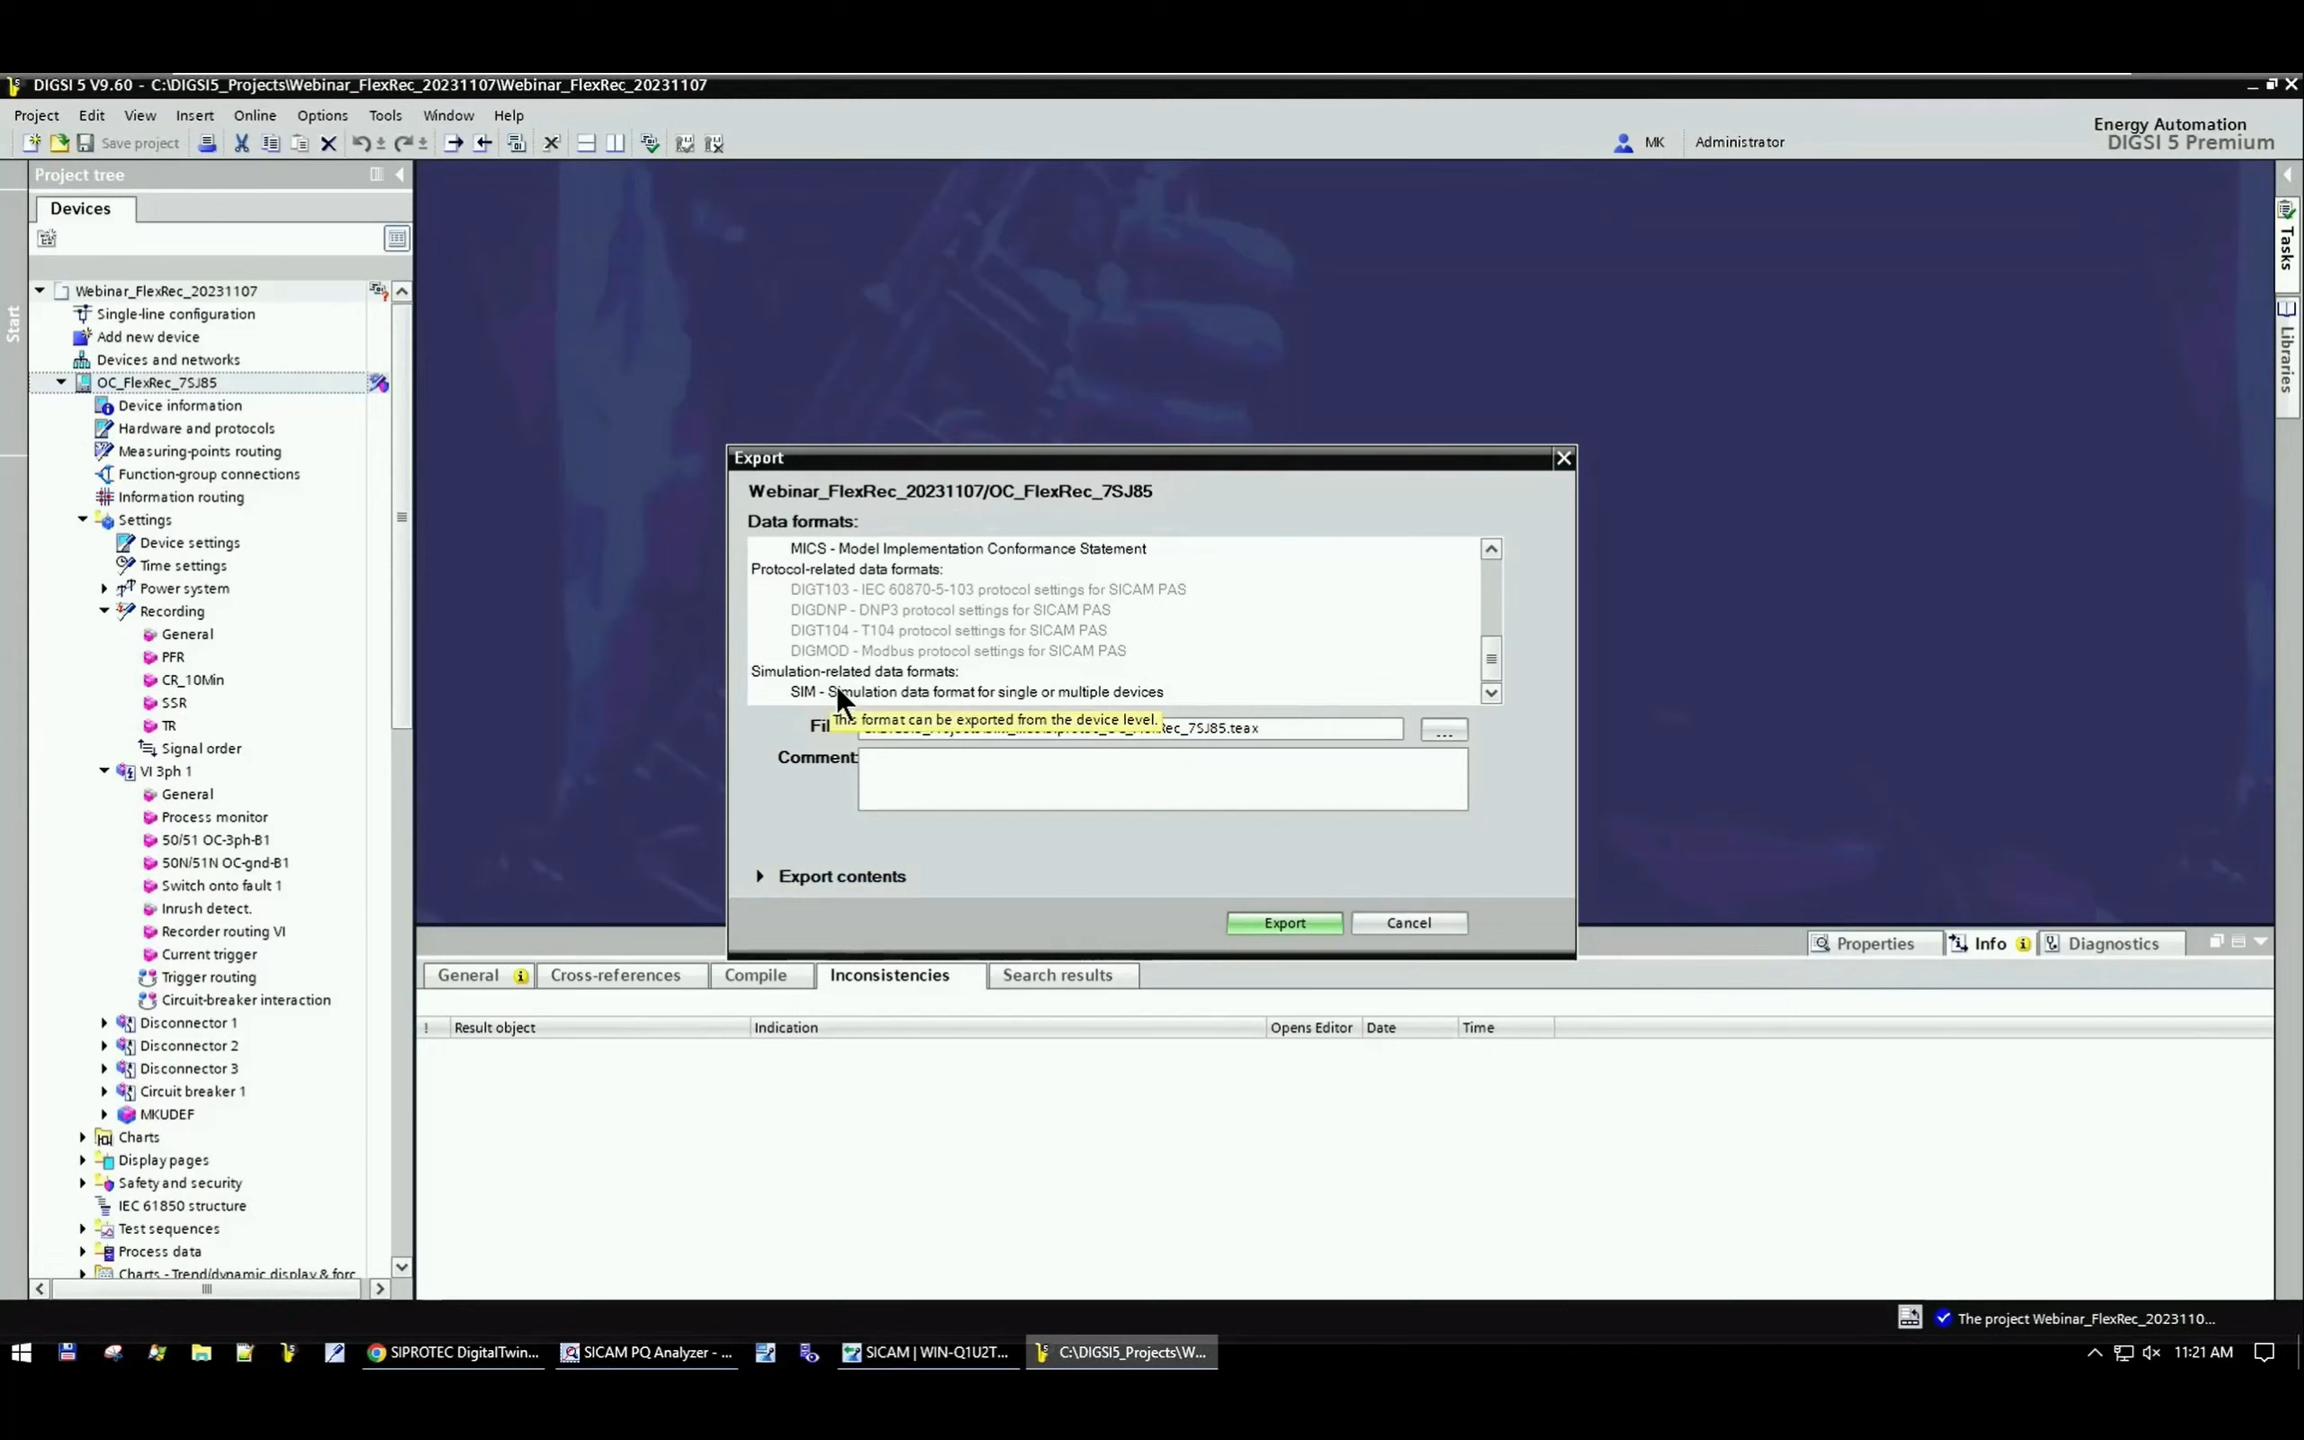 DIGSI 5 V9.60 - C:\DIGSI5_Projects\Webinar_FlexRec_20231107\Webinar_FlexRec_20231107
Project Edit View Insert Online Options Tools Window Help
Save project
MK Administrator
Energy Automation
DIGSI 5 Premium
Project tree
Devices
Start
Webinar_FlexRec_20231107
Single-line configuration
Add new device
Devices and networks
OC_FlexRec_7SJ85
Device information
Hardware and protocols
Measuring-points routing
Function-group connections
Information routing
Settings
Device settings
Time settings
Power system
Recording
General
PFR
CR_10Min
SSR
TR
Signal order
VI 3ph 1
General
Process monitor
50/51 OC-3ph-B1
50N/51N OC-gnd-B1
Switch onto fault 1
Inrush detect.
Recorder routing VI
Current trigger
Trigger routing
Circuit-breaker interaction
Disconnector 1
Disconnector 2
Disconnector 3
Circuit breaker 1
MKUDEF
Charts
Display pages
Safety and security
IEC 61850 structure
Test sequences
Process data
Charts - Trend/dynamic display & forc
Export
Webinar_FlexRec_20231107/OC_FlexRec_7SJ85
Data formats:
MICS - Model Implementation Conformance Statement
Protocol-related data formats:
DIGT103 - IEC 60870-5-103 protocol settings for SICAM PAS
DIGDNP - DNP3 protocol settings for SICAM PAS
DIGT104 - T104 protocol settings for SICAM PAS
DIGMOD - Modbus protocol settings for SICAM PAS
Simulation-related data formats:
SIM - Simulation data format for single or multiple devices
This format can be exported from the device level.
Rec_7SJ85.teax
...
Comment:
Export contents
Export Cancel
Tasks
Libraries
Properties Info Diagnostics
General Cross-references Compile Inconsistencies Search results
! Result object Indication Opens Editor Date Time
The project Webinar_FlexRec_2023110...
SIPROTEC DigitalTwin... SICAM PQ Analyzer - ... SICAM | WIN-Q1U2T... C:\DIGSI5_Projects\W...
11:21 AM